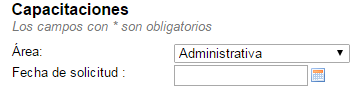 Capacitaciones
Los campos con * son obligatorios
Área: Administrativa
Fecha de solicitud :